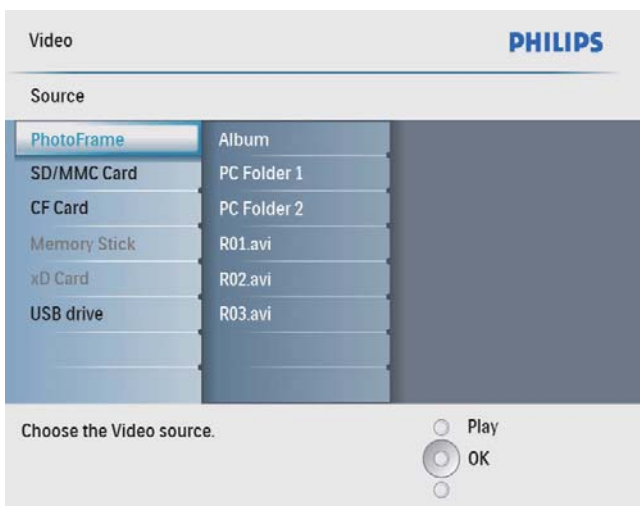 Video
PHILIPS
Source
PhotoFrame
SD/MMC Card
CF Card
Memory Stick
xD Card
USB drive
Album
PC Folder 1
PC Folder 2
R01.avi
R02.avi
R03.avi
Choose the Video source.
Play
OK